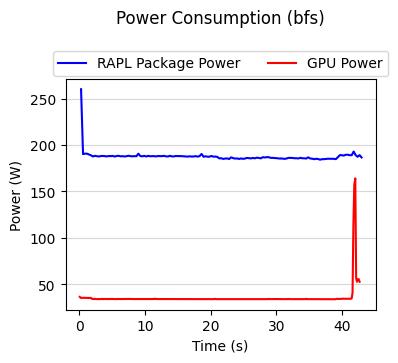 Power Consumption (bfs)
RAPL Package Power
GPU Power
250
200
150
100
50
Power (W)
0
10
20
30
40
Time (s)